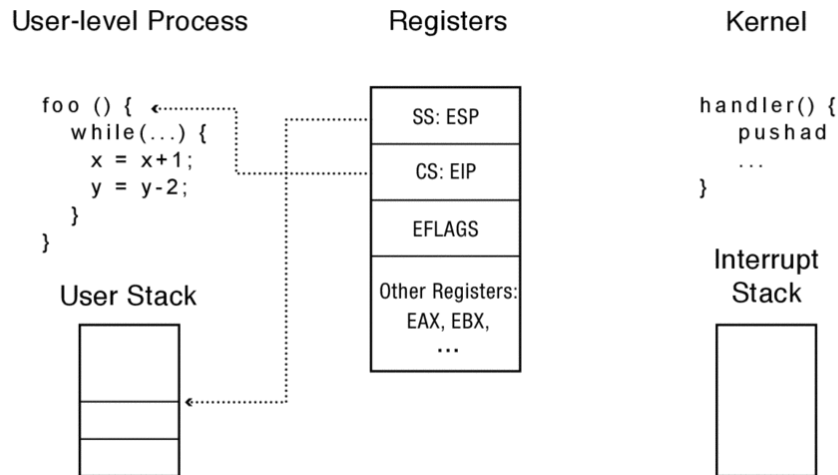 User-level Process
Registers
Kernel
foo () {
while(...) {
x = x+1;
y = y-2;
}
}
SS: ESP
CS: EIP
EFLAGS
Other Registers:
EAX, EBX,
...
handler() {
pushad
...
}
User Stack
Interrupt
Stack